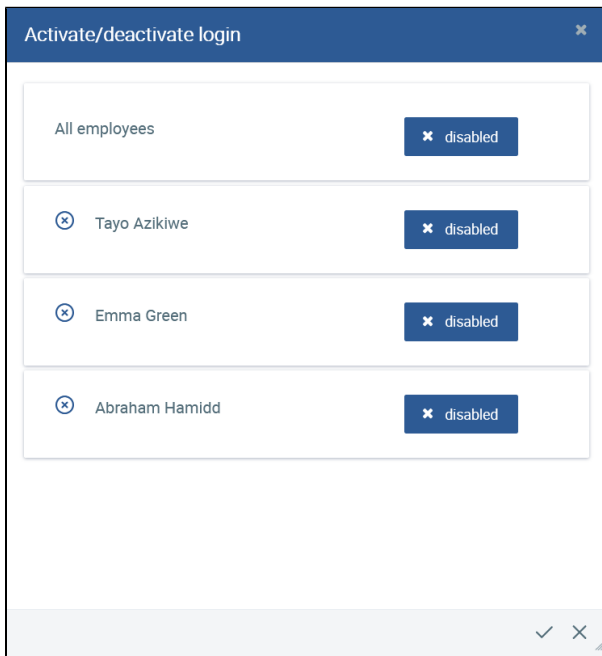 Activate/deactivate login
All employees
disabled
Tayo Azikiwe
disabled
Emma Green
disabled
Abraham Hamidd
disabled